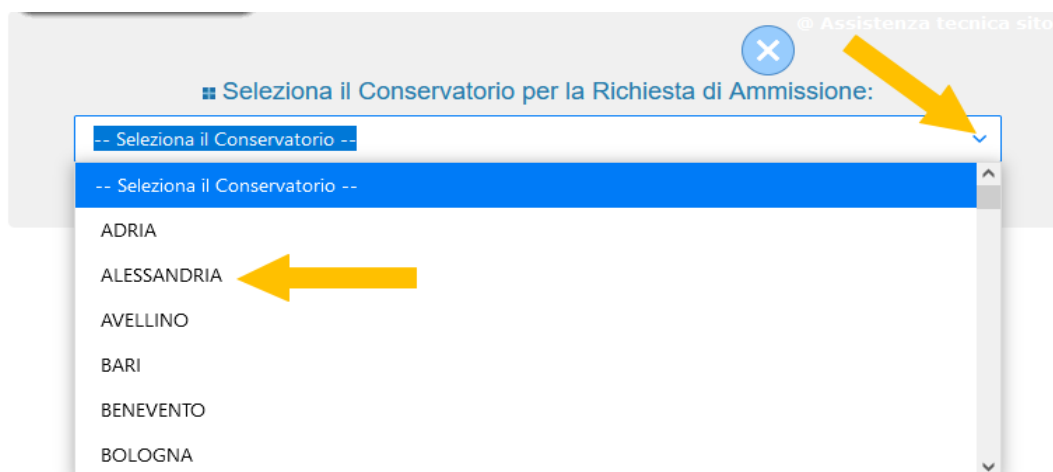 @ Assistenza tecnica sito
Seleziona il Conservatorio per la Richiesta di Ammissione:
-- Seleziona il Conservatorio --
-- Seleziona il Conservatorio --
ADRIA
ALESSANDRIA
AVELLINO
BARI
BENEVENTO
BOLOGNA